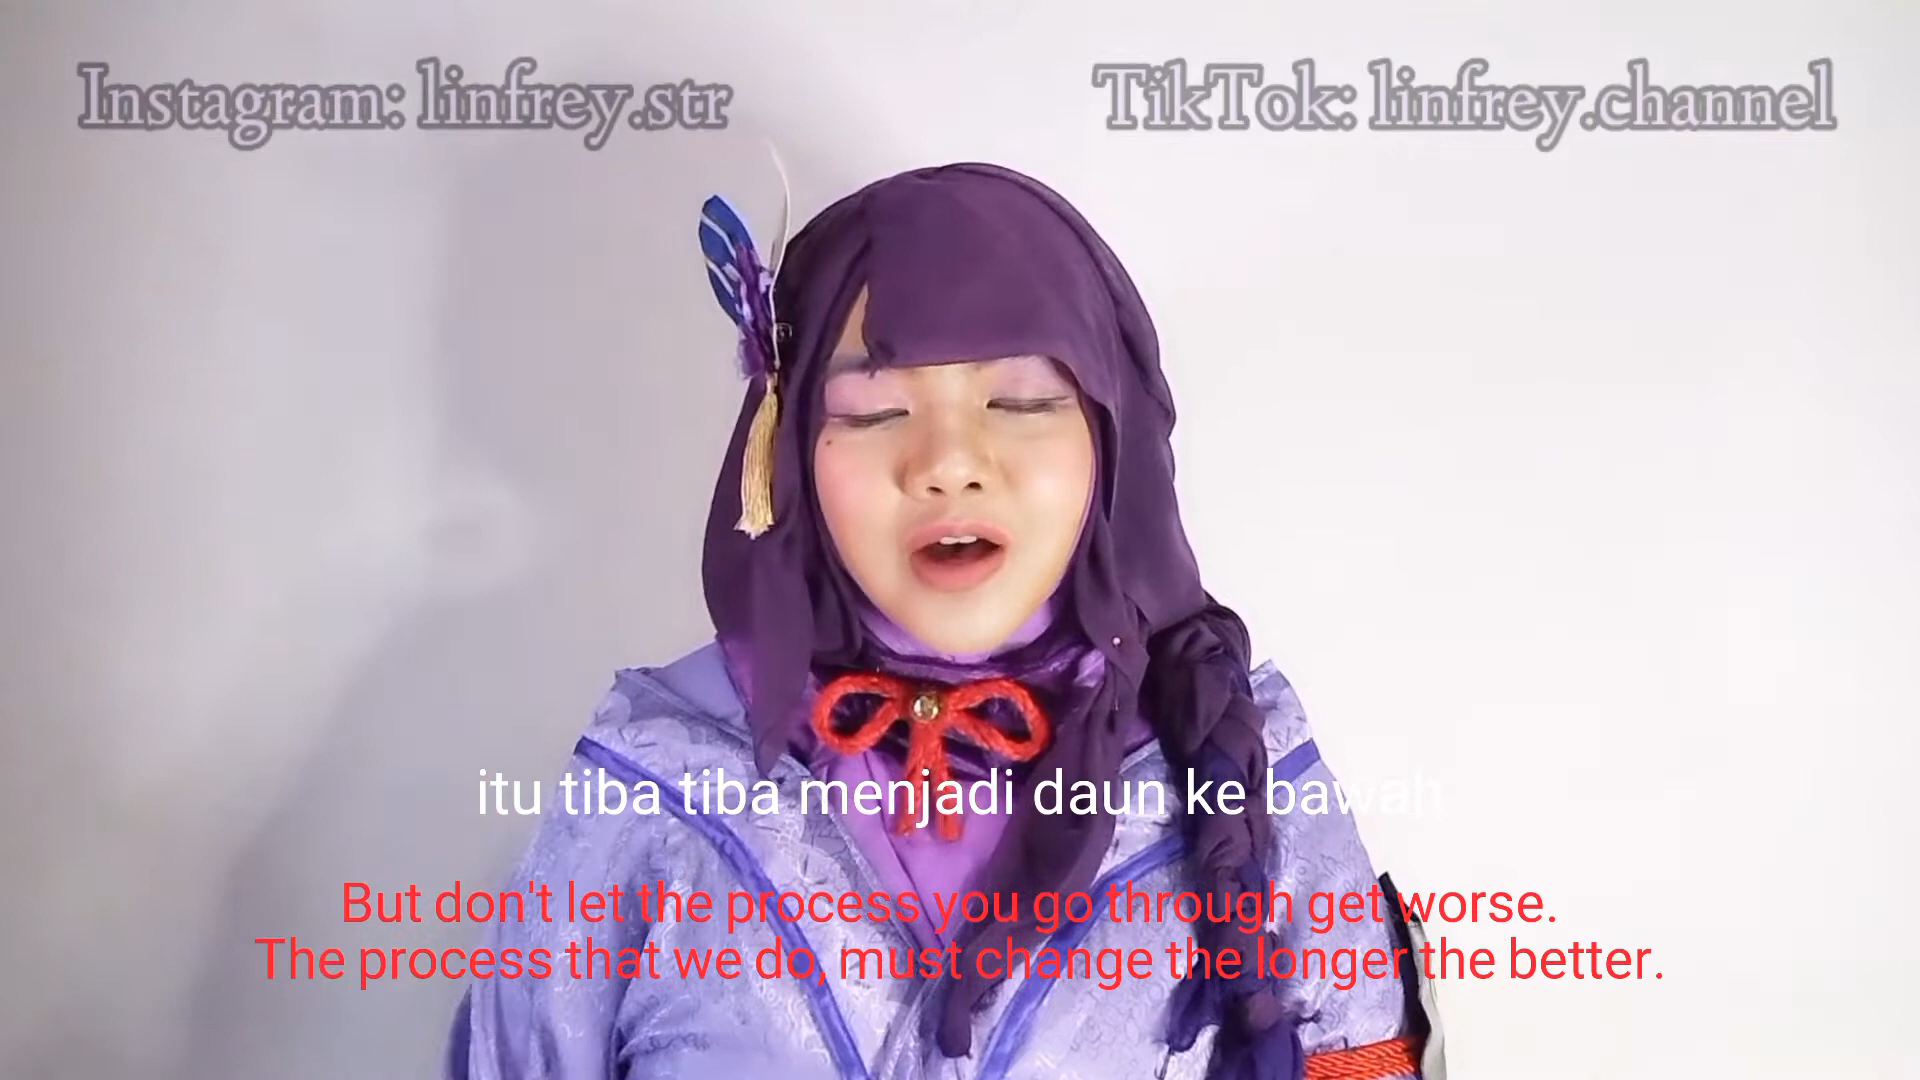 Instagram: linfrey.str
TikTok: linfrey.channel
itu tiba tiba menjadi daun ke bawah
But don't let the process you go through get worse.
The process that we do, must change the longer the better.